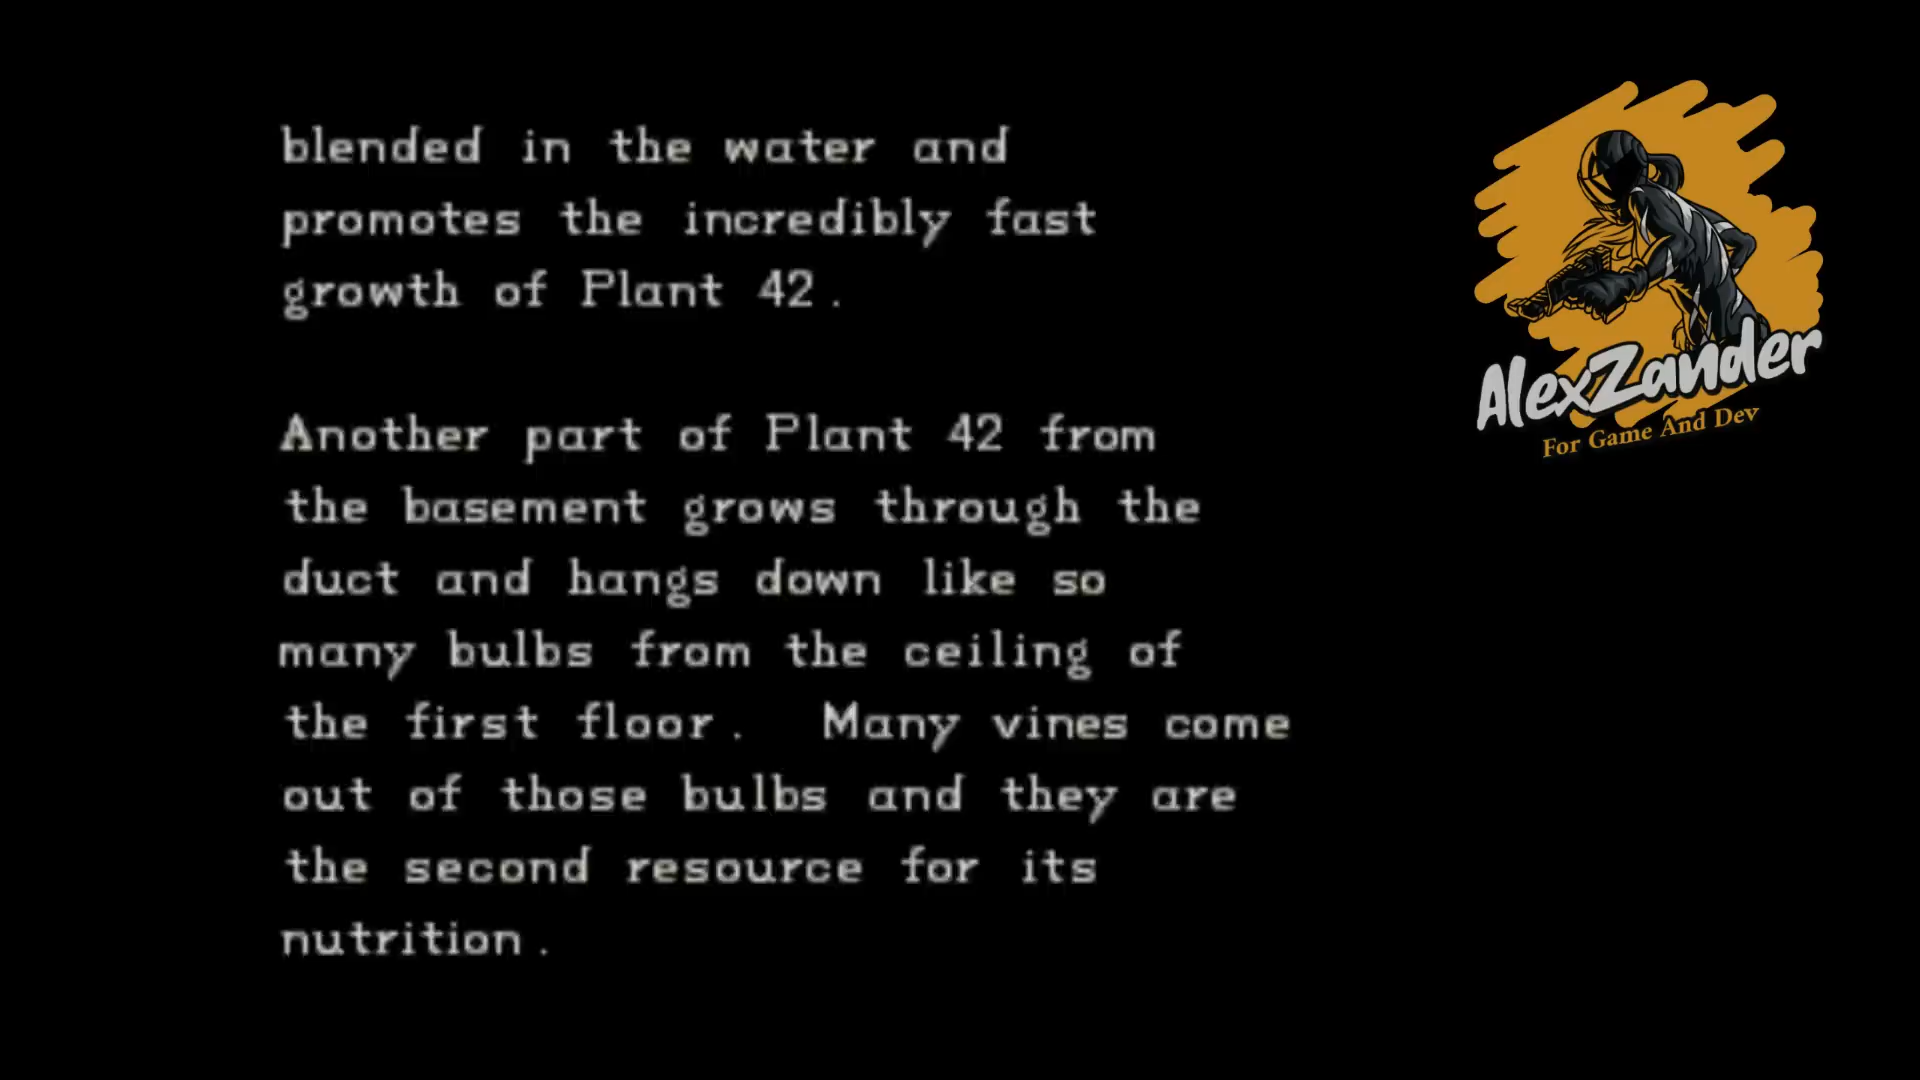 blended in the water and
promotes the incredibly fast
growth of Plant 42.
Another part of Plant 42 from
the basement grows through the
duct and hangs down like so
many bulbs from the ceiling of
the first floor. Many vines come
out of those bulbs and they are
the second resource for its
nutrition.
AlexZander
For Game And Dev